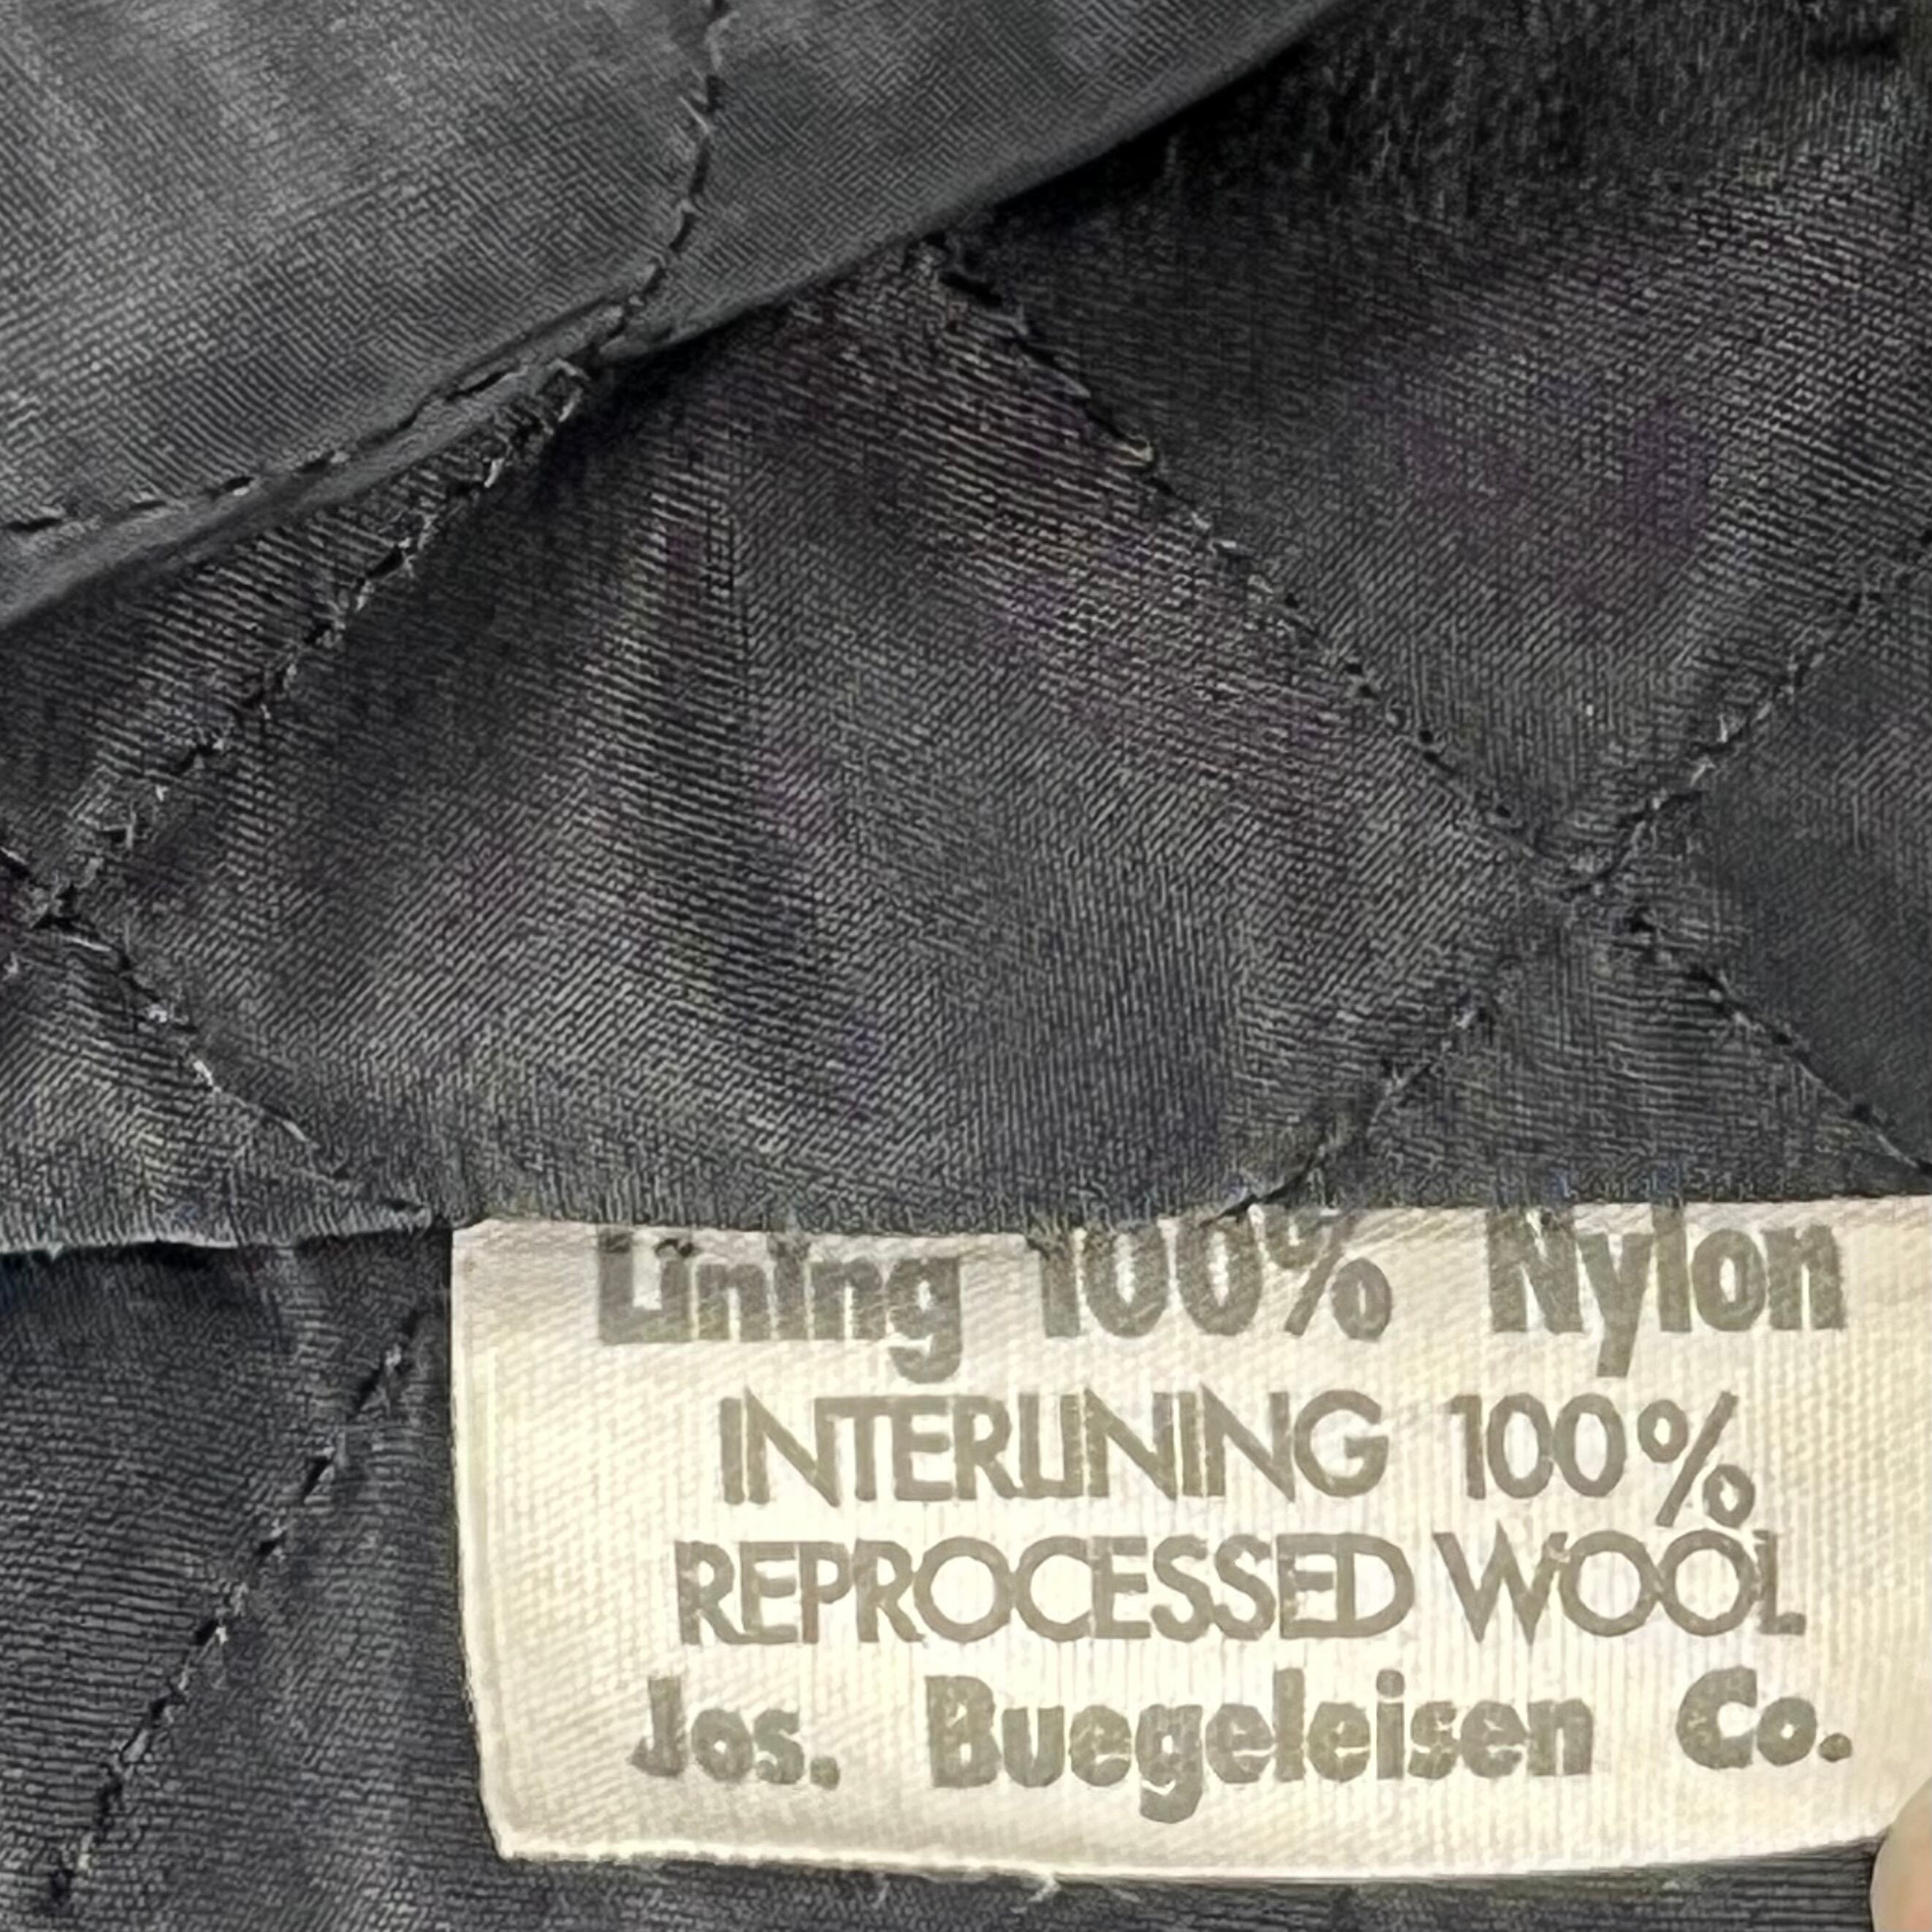 Lining 100% Nylon
INTERLINING 100%
REPROCESSED WOOL
Jos. Buegeleisen Co.